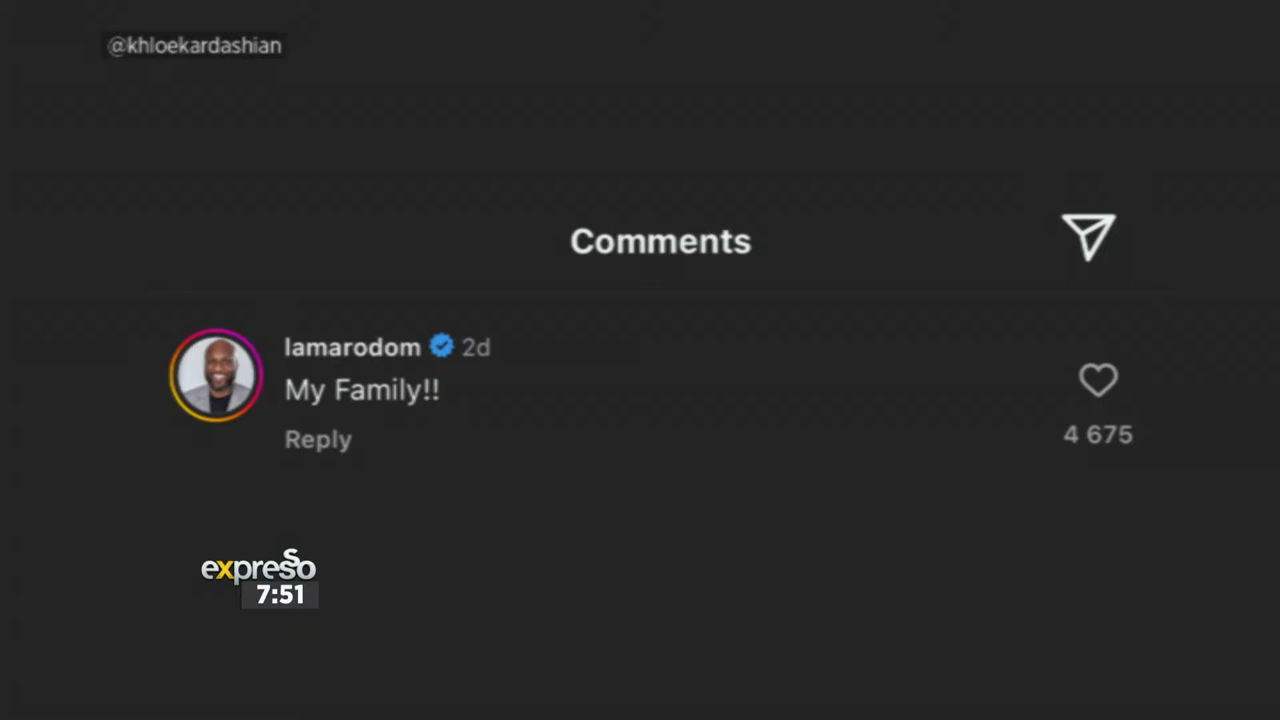 @khloekardashian
Comments
lamarodom 2d
My Family!!
Reply
4 675
expresso
7:51